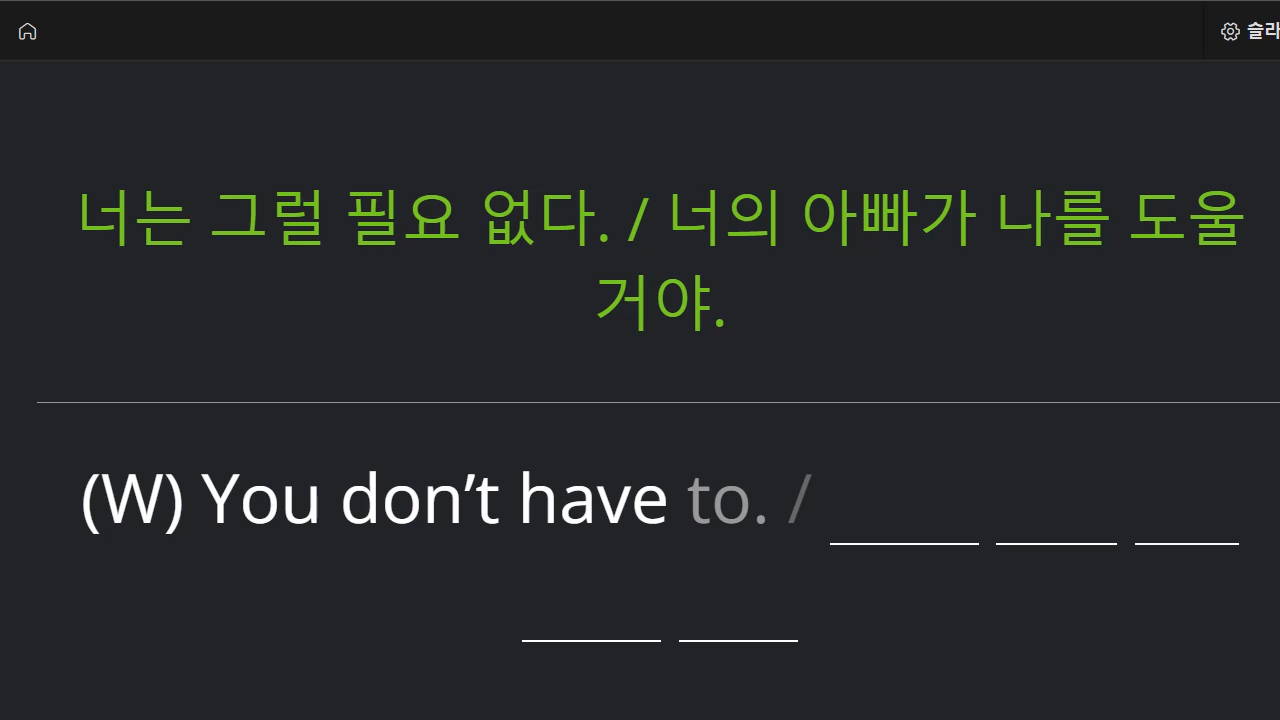 슬라
너는 그럴 필요 없다. / 너의 아빠가 나를 도울
거야.
(W) You don’t have to. /